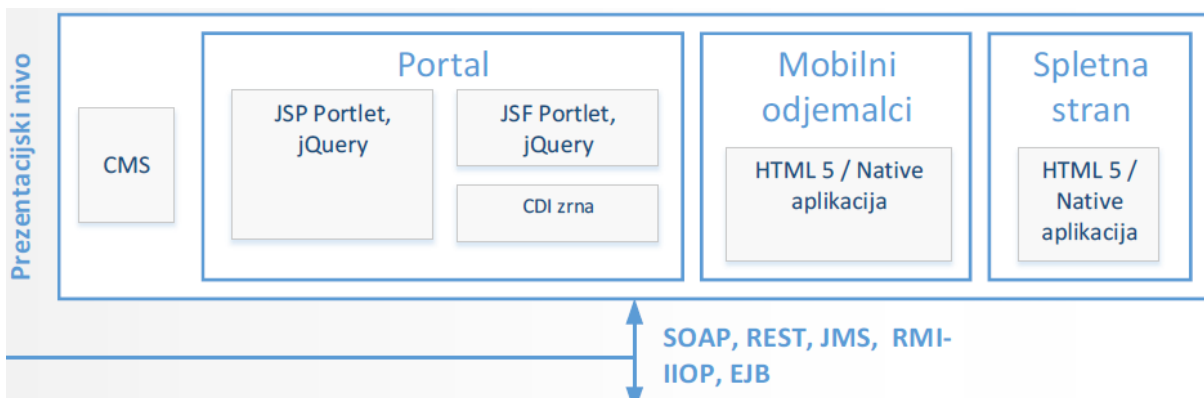 Prezentacijski nivo
CMS
Portal
JSP Portlet,
jQuery
JSF Portlet,
jQuery
CDI zrna
Mobilni
odjemalci
HTML 5 / Native
aplikacija
Spletna
stran
HTML 5 /
Native
aplikacija
SOAP, REST, JMS, RMI-
IIOP, EJB